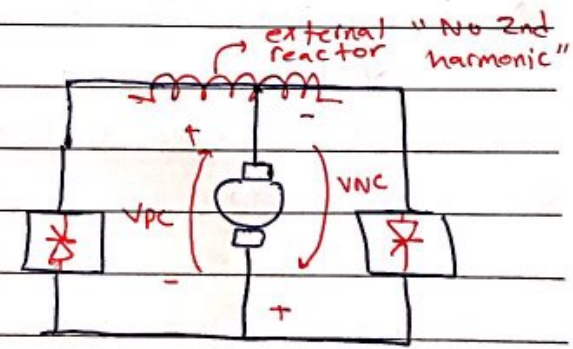 external "No 2nd
reactor harmonic"
+ -
VPC VNC
-
+